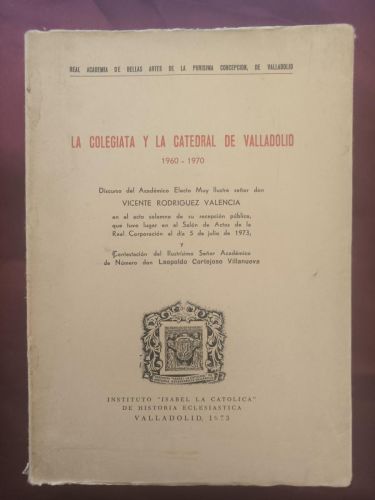 REAL ACADEMIA DE BELLAS ARTES DE LA PURISIMA CONCEPCION, DE VALLADOLID
LA COLEGIATA Y LA CATEDRAL DE VALLADOLID
1960 - 1970
Discurso del Académico Electo Muy Ilustre señor don
VICENTE RODRIGUEZ VALENCIA
en el acto solemne de su recepción pública,
que tuvo lugar en el Salón de Actos de la
Real Corporación el día 5 de julio de 1973,
y
Contestación del Ilustrísimo Señor Académico
de Número don Leopoldo Cortejoso Villanueva
INSTITUTO "ISABEL LA CATOLICA"
DE HISTORIA ECLESIASTICA
VALLADOLID, 1973